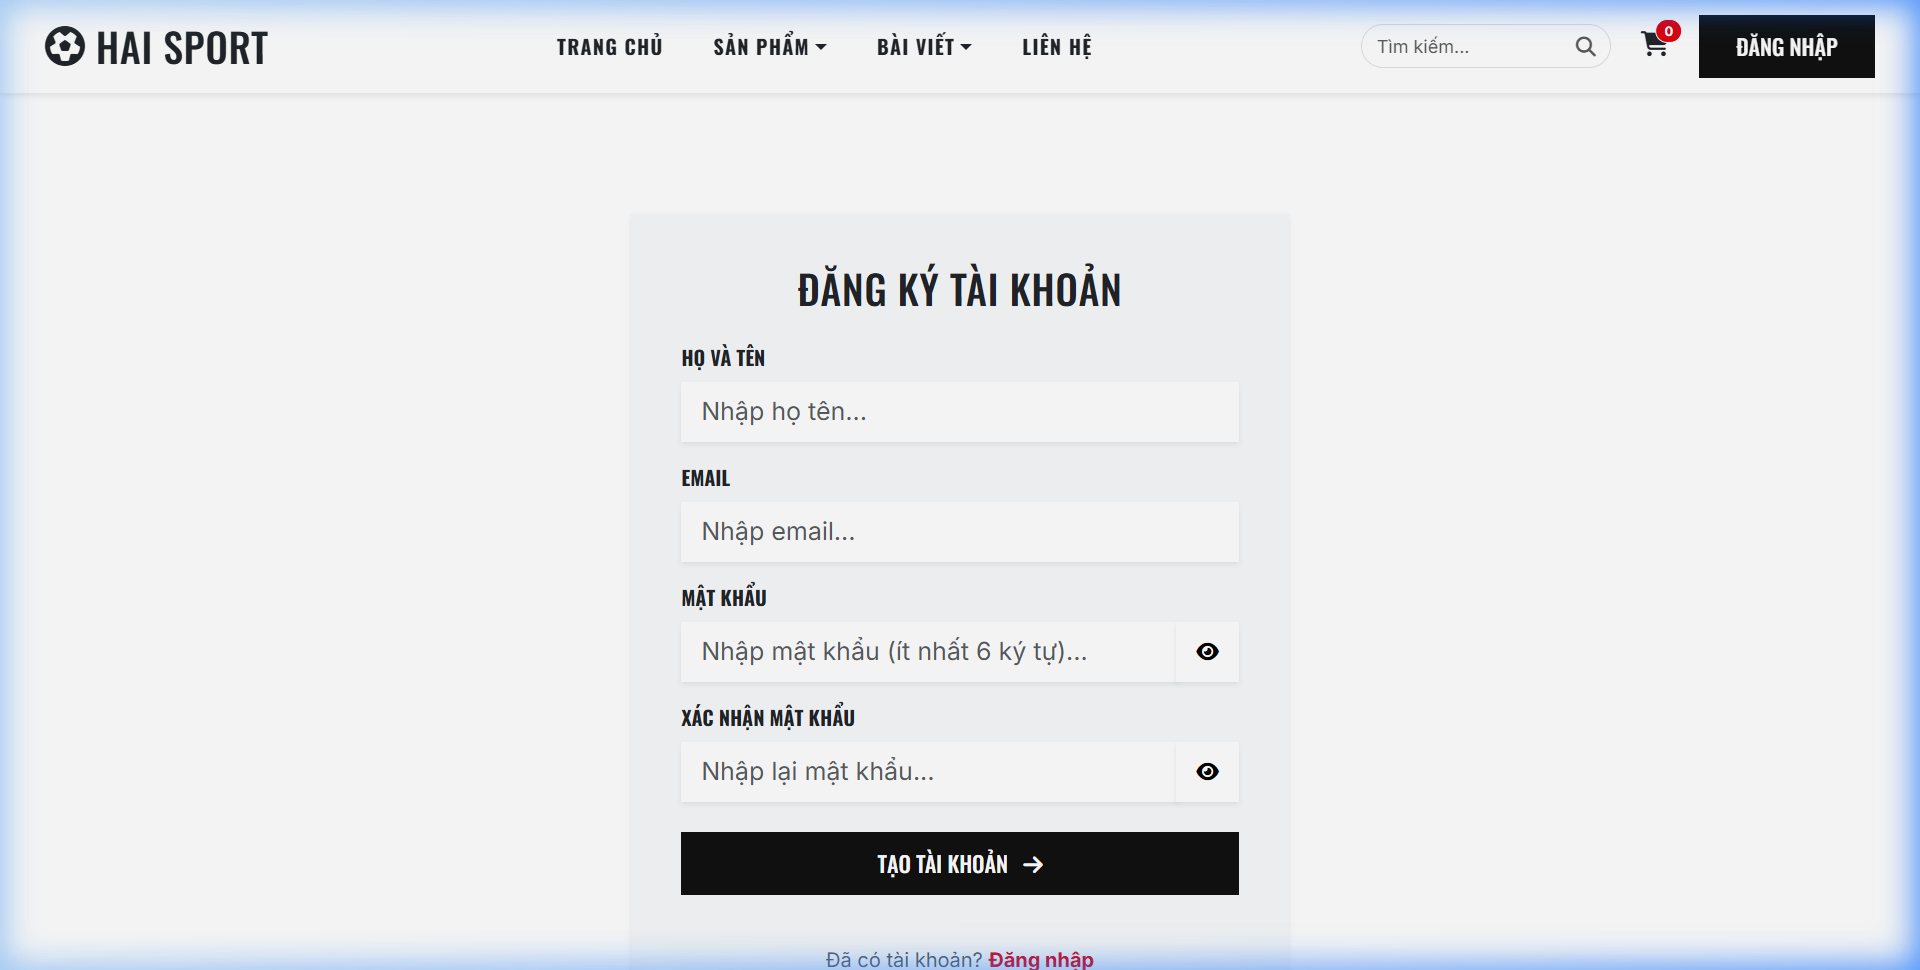 HAI SPORT
TRANG CHỦ
SẢN PHẨM
BÀI VIẾT
LIÊN HỆ
Tìm kiếm...
0
ĐĂNG NHẬP
ĐĂNG KÝ TÀI KHOẢN
HỌ VÀ TÊN
Nhập họ tên...
EMAIL
Nhập email...
MẬT KHẨU
Nhập mật khẩu (ít nhất 6 ký tự)...
XÁC NHẬN MẬT KHẨU
Nhập lại mật khẩu...
TẠO TÀI KHOẢN
Đã có tài khoản? Đăng nhập